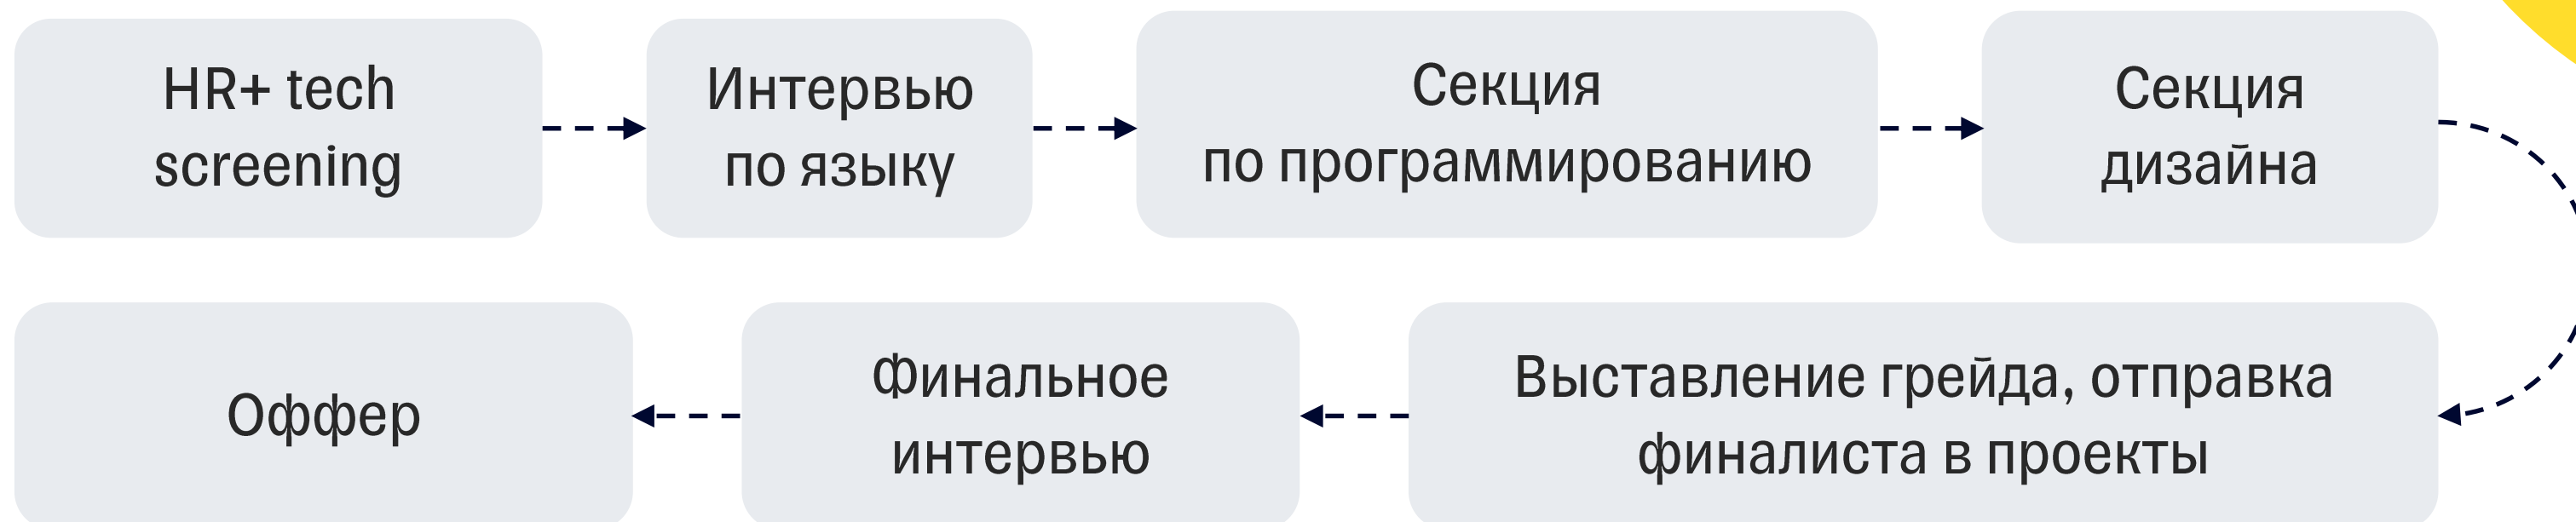 HR+ tech
screening
Интервью
по языку
Секция
по программированию
Секция
дизайна
Выставление грейда, отправка
финалиста в проекты
финальное
интервью
Оффер